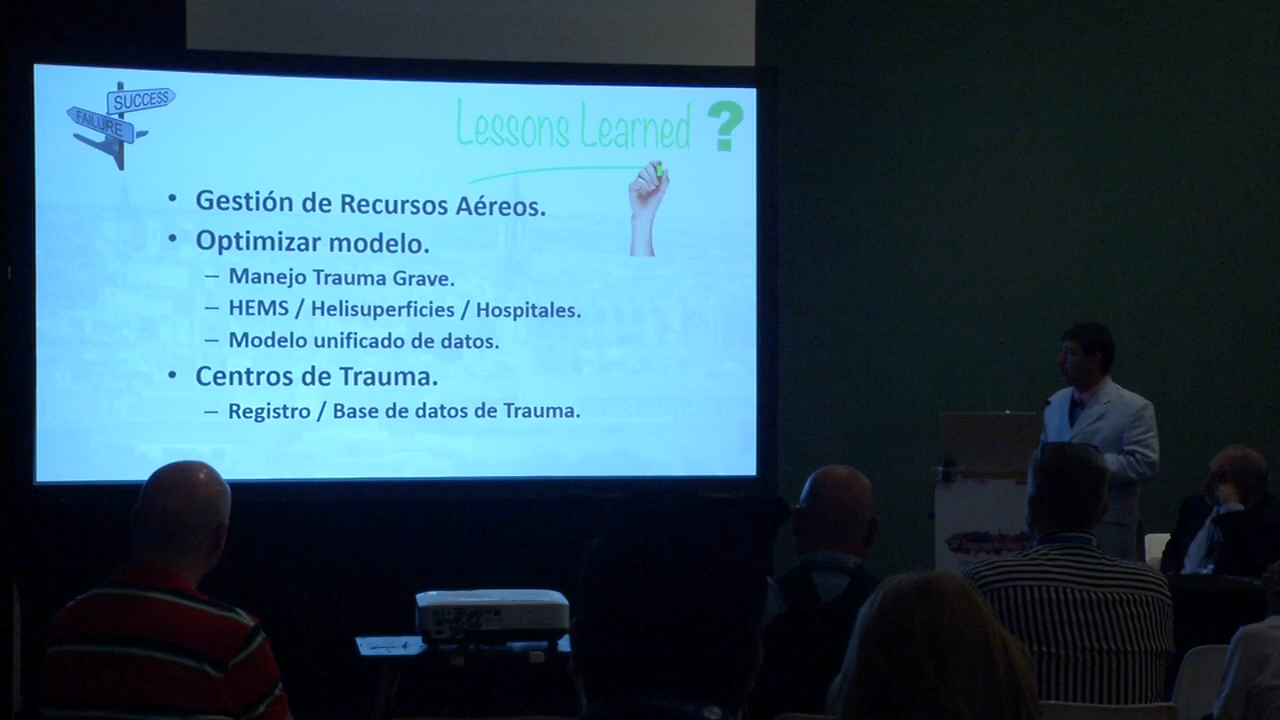 SUCCESS
FAILURE
Lessons Learned ?
• Gestión de Recursos Aéreos.
• Optimizar modelo.
– Manejo Trauma Grave.
– HEMS / Helisuperficies / Hospitales.
– Modelo unificado de datos.
• Centros de Trauma.
– Registro / Base de datos de Trauma.